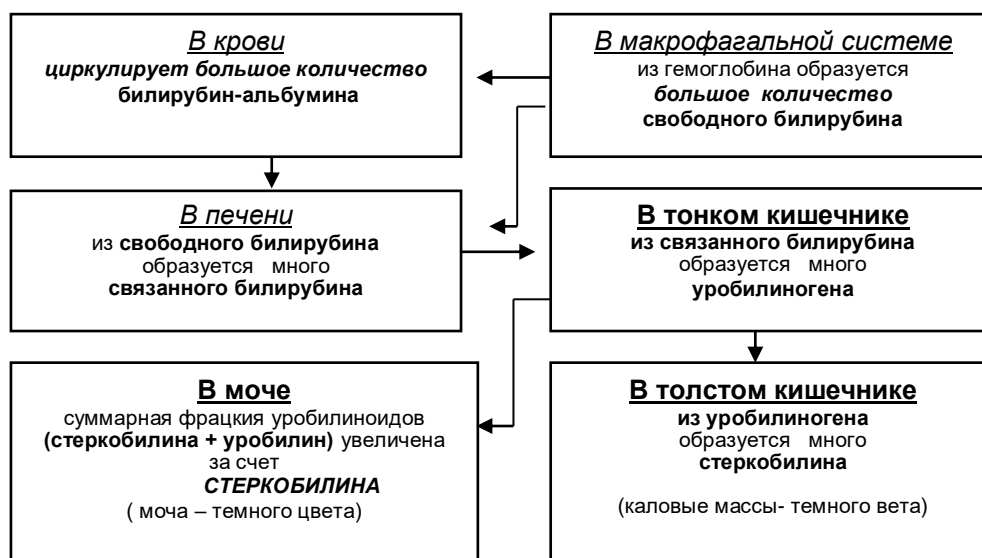 В крови
циркулирует большое количество
билирубин-альбумина
В макрофагальной системе
из гемоглобина образуется
большое количество
свободного билирубина
В печени
из свободного билирубина
образуется много
связанного билирубина
В тонком кишечнике
из связанного билирубина
образуется много
уробилиногена
В моче
суммарная фрацкия уробилиноидов
(стеркобилина + уробилин) увеличена
за счет
СТЕРКОБИЛИНА
( моча – темного цвета)
В толстом кишечнике
из уробилиногена
образуется много
стеркобилина
(каловые массы- темного вета)